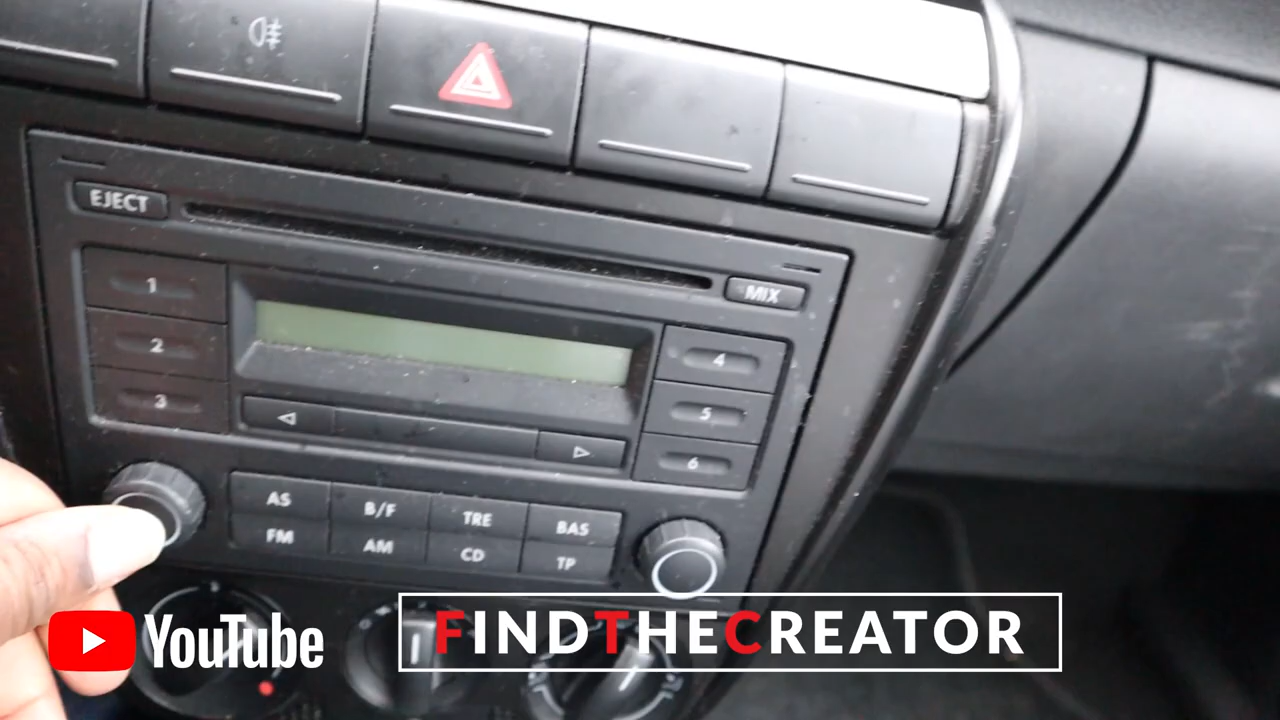 EJECT
MIX
1
2
3
4
5
6
AS
B/F
TRE
BAS
FM
AM
CD
TP
YouTube
FINDTHECREATOR